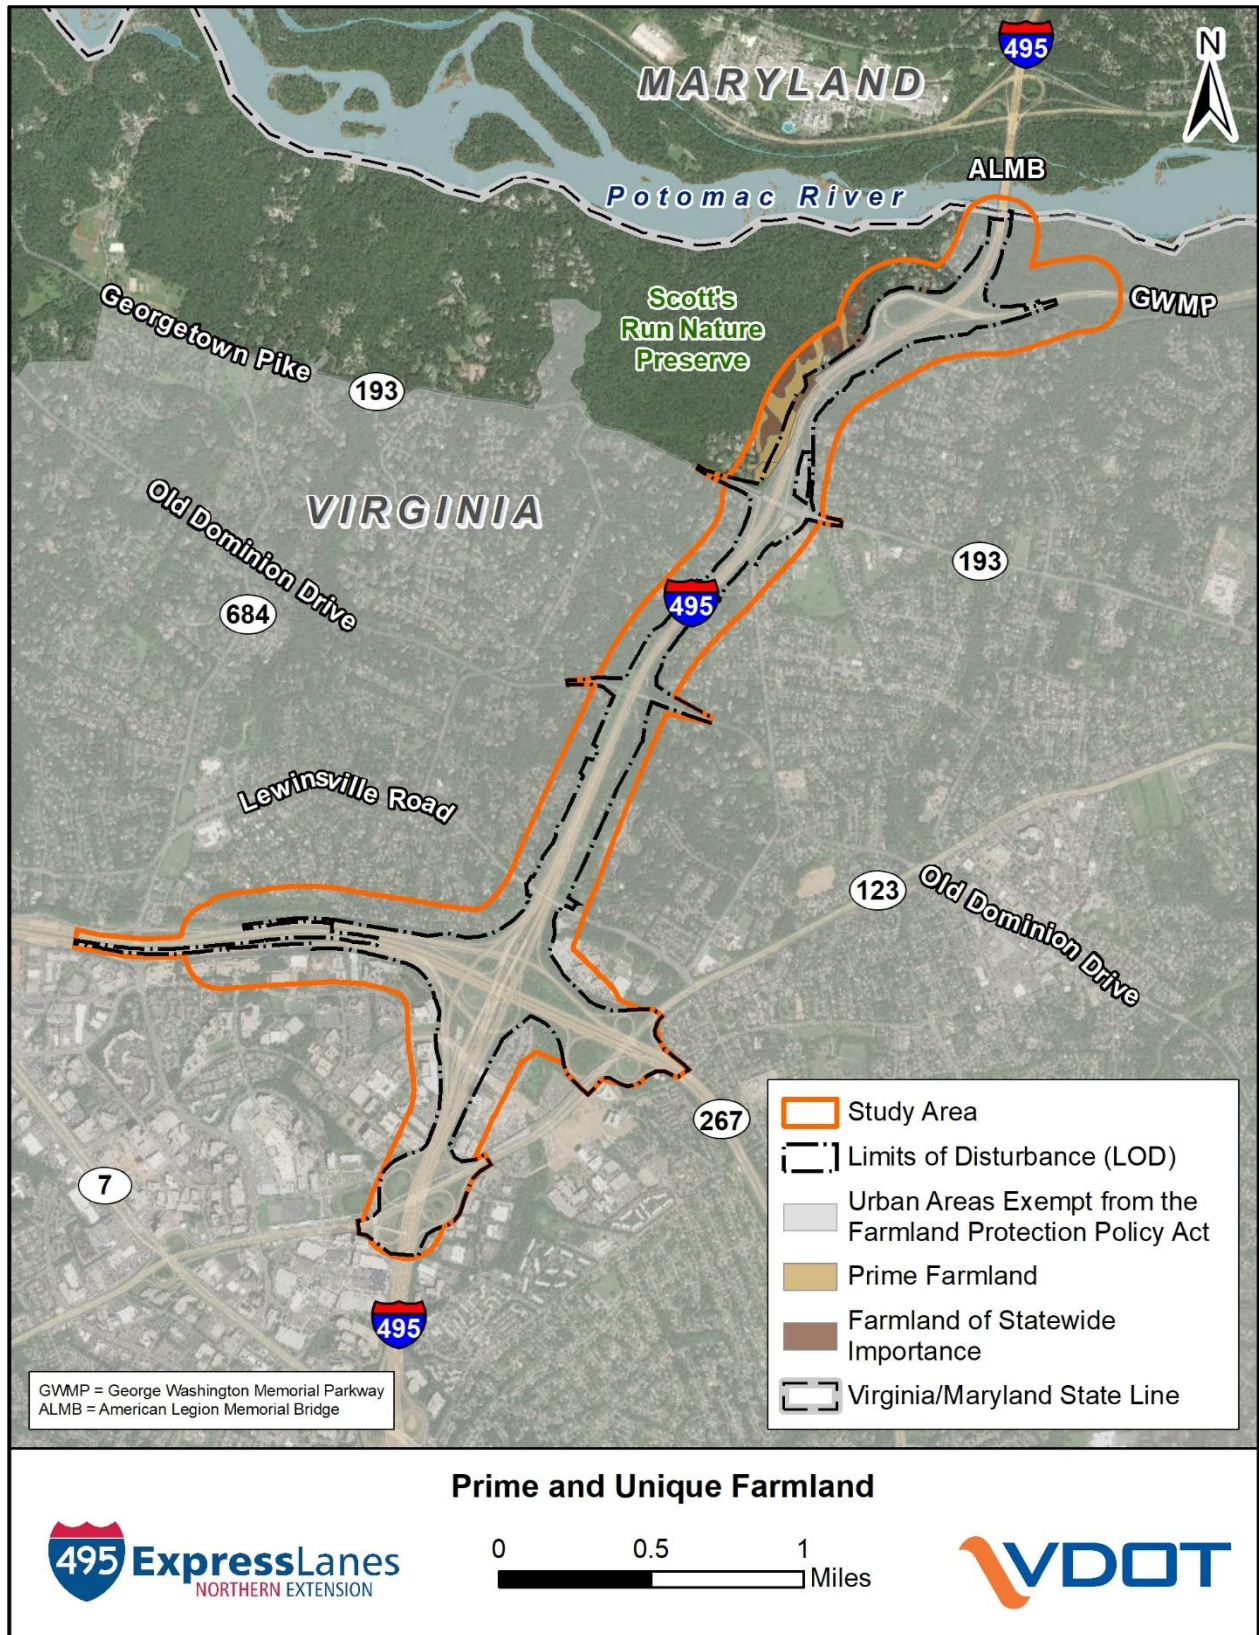 495
N
MARYLAND
ALMB
Potomac River
GWMP
Scott's
Run Nature
Preserve
Georgetown Pike
193
VIRGINIA
Old Dominion Drive
193
495
684
Lewinsville Road
123
Old Dominion Drive
267
7
495
Study Area
Limits of Disturbance (LOD)
Urban Areas Exempt from the
Farmland Protection Policy Act
Prime Farmland
Farmland of Statewide
Importance
Virginia/Maryland State Line
GWMP = George Washington Memorial Parkway
ALMB = American Legion Memorial Bridge
Prime and Unique Farmland
495 ExpressLanes
NORTHERN EXTENSION
0 0.5 1
Miles
VDOT